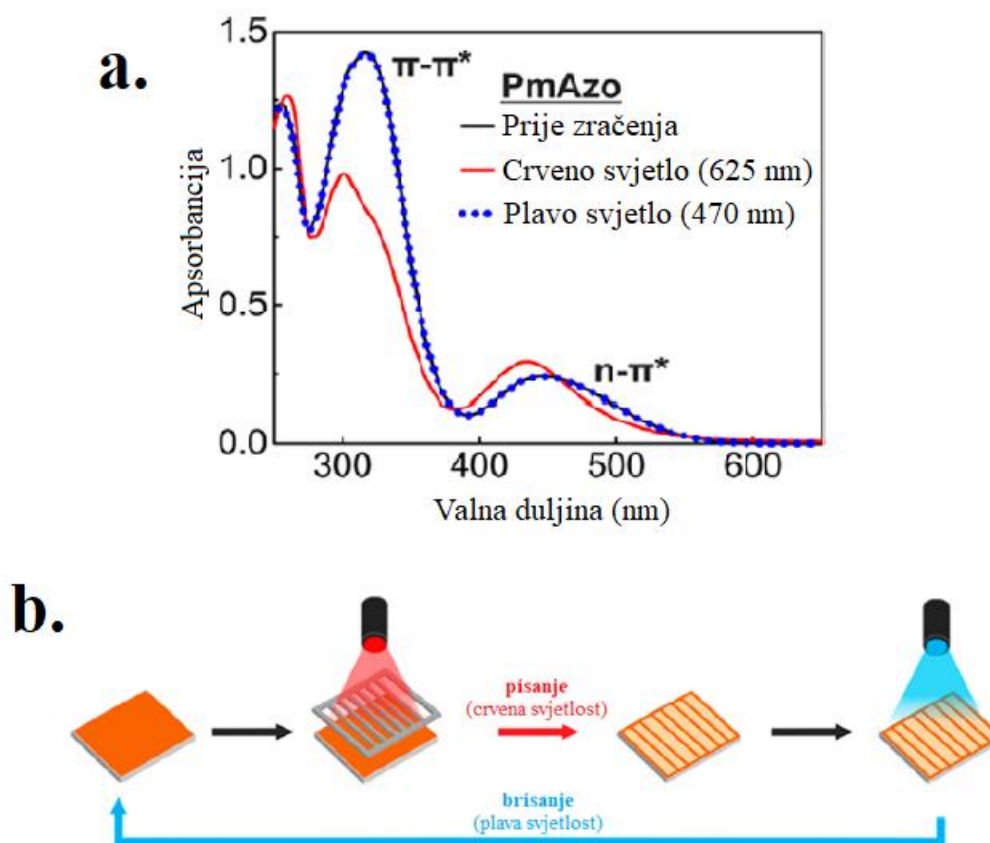 a.
π-π*
n-π*
PmAzo
Prije zračenja
Crveno svjetlo (625 nm)
Plavo svjetlo (470 nm)
Apsorbancija
1.5
1.0
0.5
0.0
300
400
500
600
Valna duljina (nm)
b.
pisanje
(crvena svjetlost)
brisanje
(plava svjetlost)